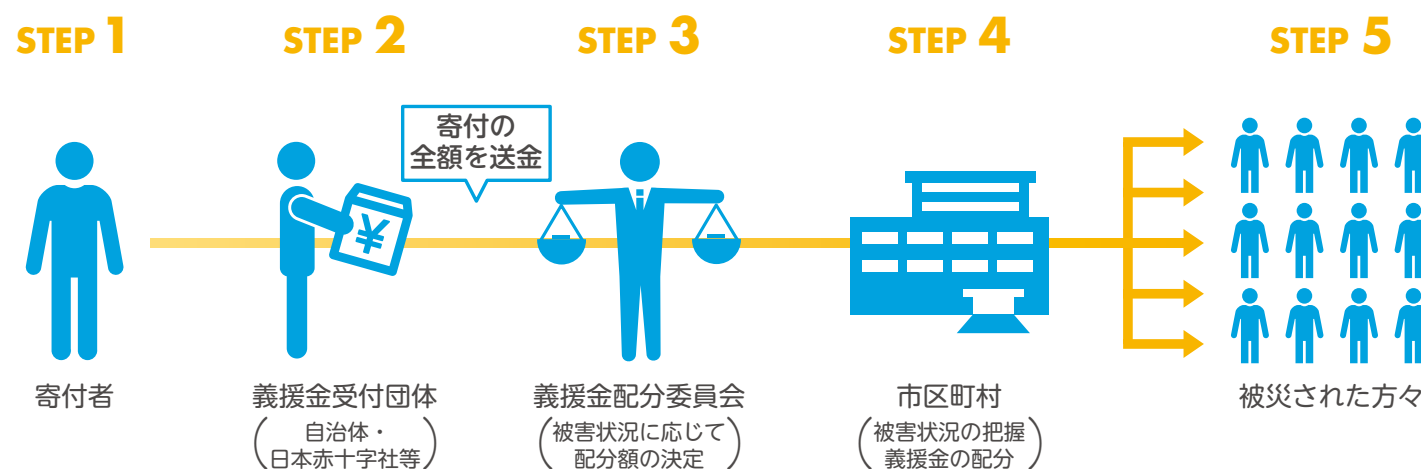 STEP 1
STEP 2
STEP 3
STEP 4
STEP 5
寄付の
全額を送金
¥
寄付者
義援金受付団体
(自治体・
日本赤十字社等)
義援金配分委員会
(被害状況に応じて
配分額の決定)
市区町村
(被害状況の把握
義援金の配分)
被災された方々